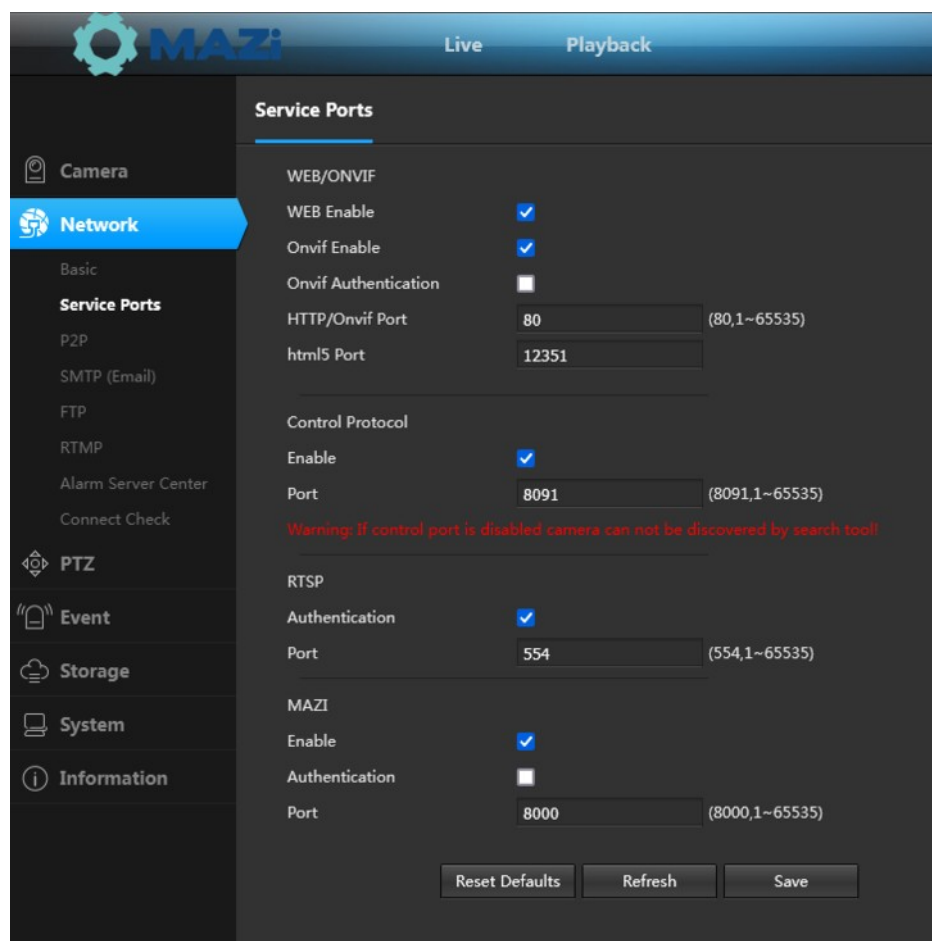 MAZi
Live Playback
Service Ports
Camera
Network
Basic
Service Ports
P2P
SMTP (Email)
FTP
RTMP
Alarm Server Center
Connect Check
PTZ
Event
Storage
System
Information
WEB/ONVIF
WEB Enable
Onvif Enable
Onvif Authentication
HTTP/Onvif Port 80 (80,1~65535)
html5 Port 12351
Control Protocol
Enable
Port 8091 (8091,1~65535)
Warning: If control port is disabled camera can not be discovered by search tool!
RTSP
Authentication
Port 554 (554,1~65535)
MAZI
Enable
Authentication
Port 8000 (8000,1~65535)
Reset Defaults Refresh Save